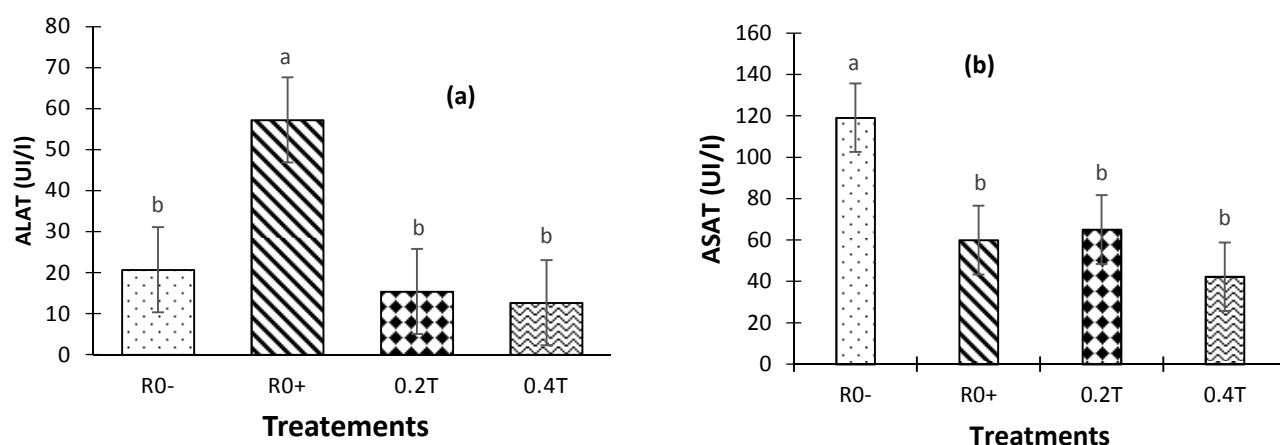 80
70
60
50
40
30
20
10
0
ALAT (UI/l)
(a)
b
a
b
b
R0-
R0+
0.2T
0.4T
Treatements
160
140
120
100
80
60
40
20
0
ASAT (UI/l)
(b)
a
b
b
b
R0-
R0+
0.2T
0.4T
Treatments